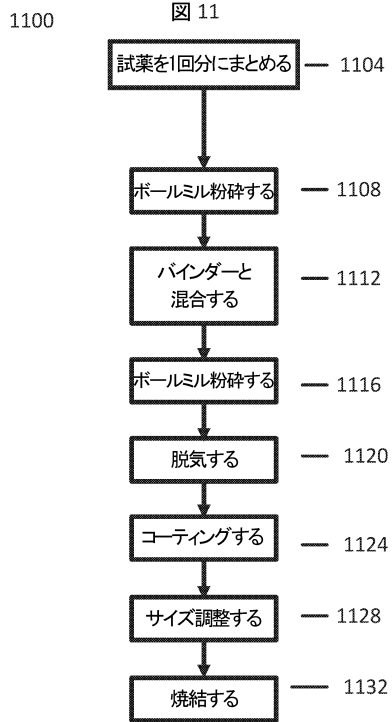 1100
図 11
試薬を1回分にまとめる
1104
ボールミル粉砕する
1108
バインダーと
混合する
1112
ボールミル粉砕する
1116
脱気する
1120
コーティングする
1124
サイズ調整する
1128
焼結する
1132